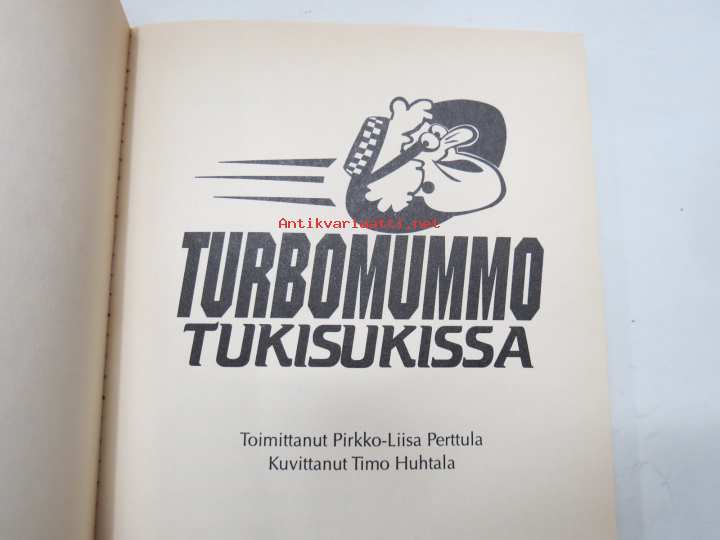 Antikvariaatti.net
TURBOMUMMO
TUKISUKISSA
Toimittanut Pirkko-Liisa Perttula
Kuvittanut Timo Huhtala